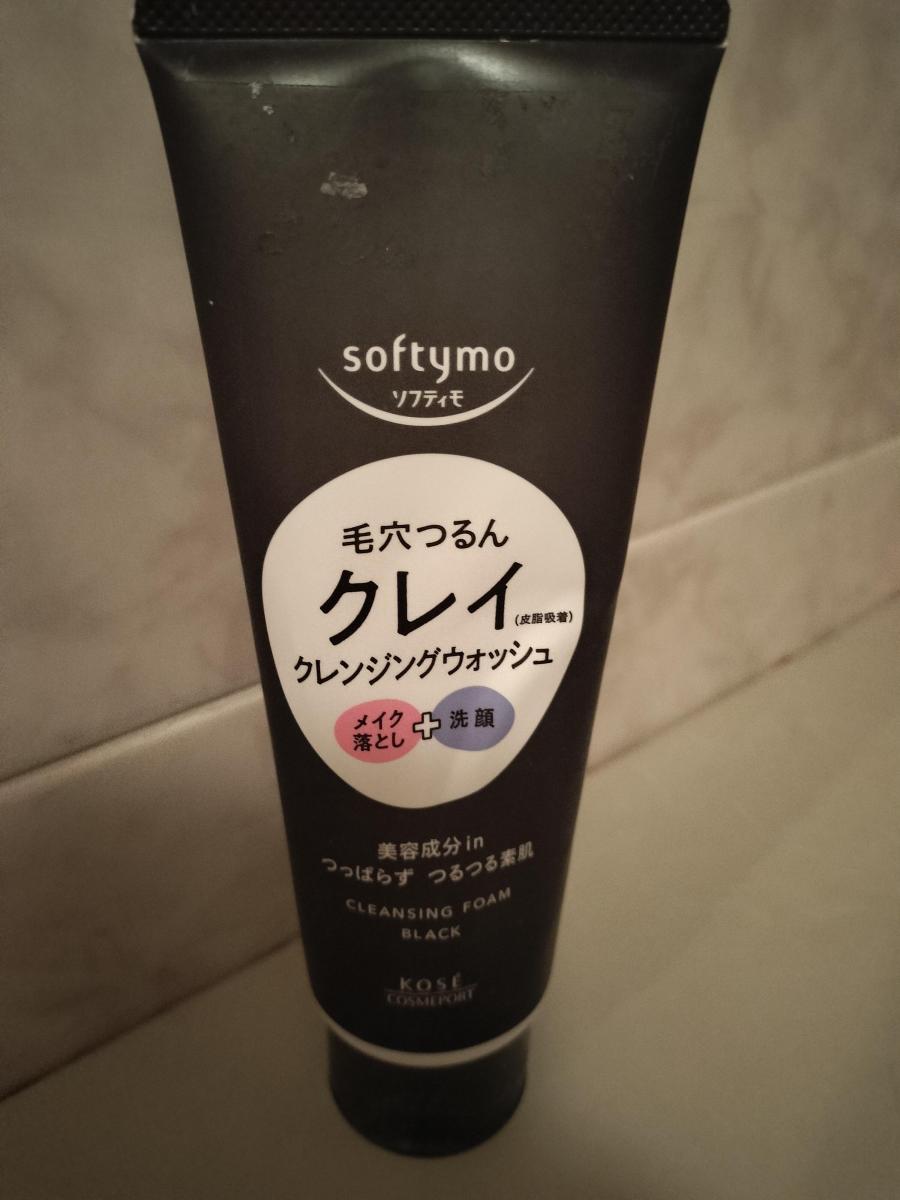 softymo
ソフティモ
毛穴つるん
クレイ(皮脂吸着)
クレンジングウォッシュ
メイク
落とし
+
洗顔
美容成分in
つっぱらず つるつる素肌
CLEANSING FOAM
BLACK
KOSÉ
COSMEPORT